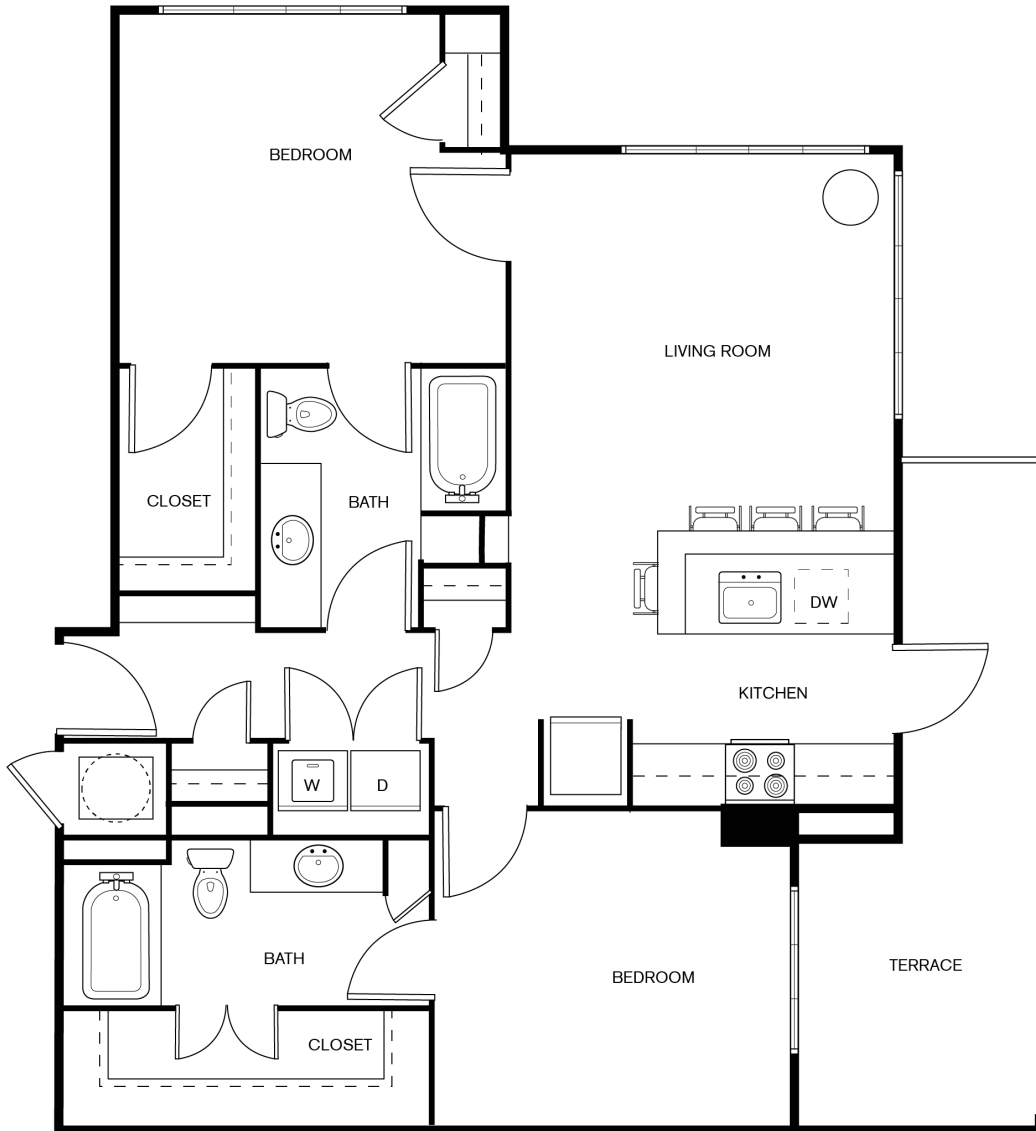 BEDROOM
LIVING ROOM
CLOSET
BATH
DW
KITCHEN
W
D
BATH
BEDROOM
TERRACE
CLOSET